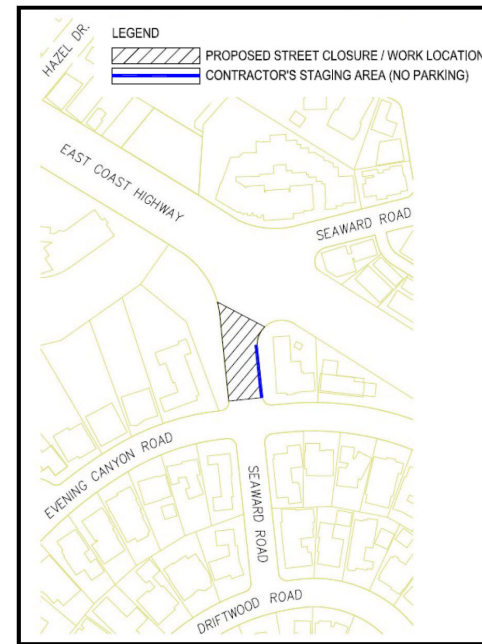 LEGEND
PROPOSED STREET CLOSURE / WORK LOCATION
CONTRACTOR'S STAGING AREA (NO PARKING)
HAZEL DR.
EAST COAST HIGHWAY
SEAWARD ROAD
EVENING CANYON ROAD
SEAWARD ROAD
DRIFTWOOD ROAD